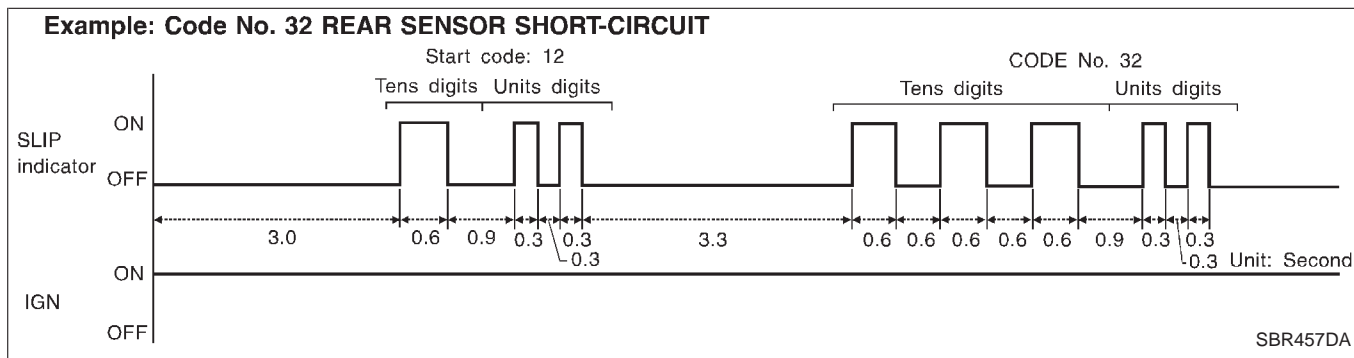 Example: Code No. 32 REAR SENSOR SHORT-CIRCUIT
Start code: 12
CODE No. 32
Tens digits Units digits
Tens digits Units digits
SLIP indicator
ON
OFF
3.0 0.6 0.9 0.3 0.3 3.3 0.6 0.6 0.6 0.6 0.6 0.9 0.3 0.3
0.3 0.3 Unit: Second
IGN
ON
OFF
SBR457DA